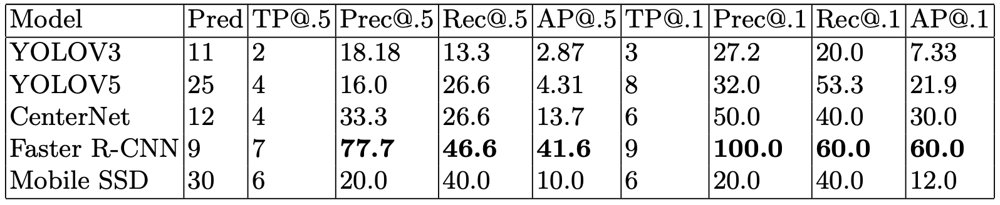 Model Pred TP@.5 Prec@.5 Rec@.5 AP@.5 TP@.1 Prec@.1 Rec@.1 AP@.1
YOLOV3 11 2 18.18 13.3 2.87 3 27.2 20.0 7.33
YOLOV5 25 4 16.0 26.6 4.31 8 32.0 53.3 21.9
CenterNet 12 4 33.3 26.6 13.7 6 50.0 40.0 30.0
Faster R-CNN 9 7 77.7 46.6 41.6 9 100.0 60.0 60.0
Mobile SSD 30 6 20.0 40.0 10.0 6 20.0 40.0 12.0